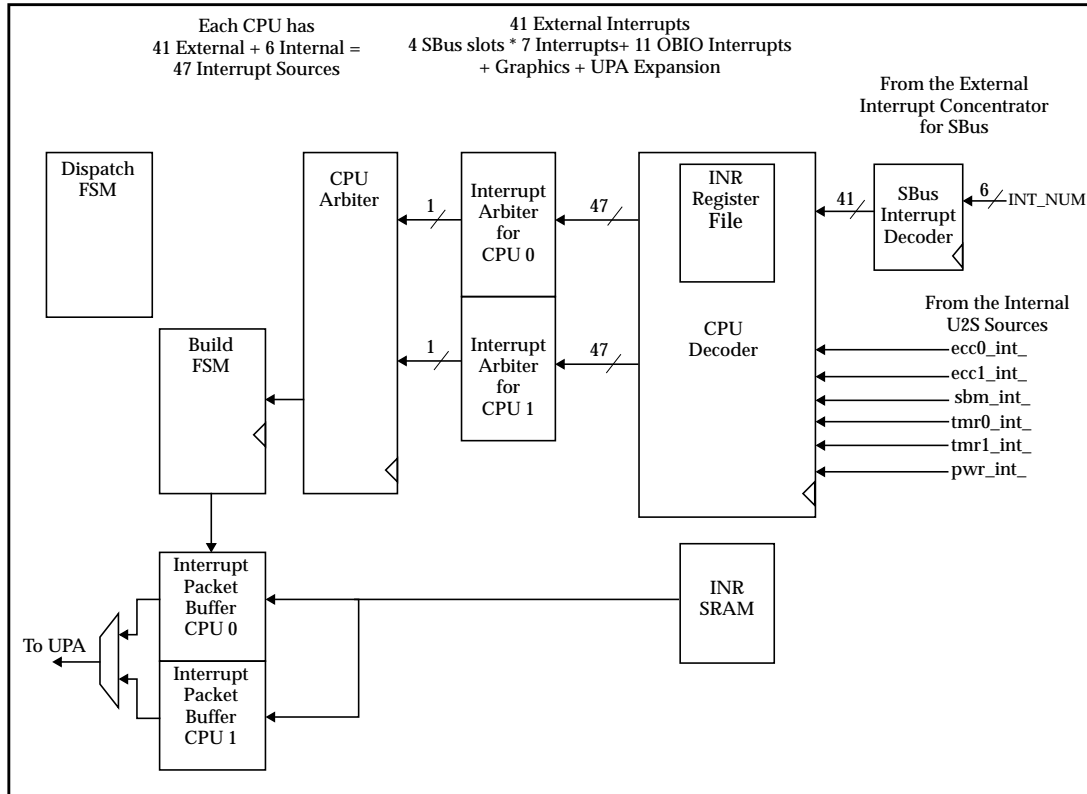 Each CPU has
41 External + 6 Internal =
47 Interrupt Sources
41 External Interrupts
4 SBus slots * 7 Interrupts+ 11 OBIO Interrupts
+ Graphics + UPA Expansion
From the External
Interrupt Concentrator
for SBus
Dispatch
FSM
CPU
Arbiter
1
Interrupt
Arbiter
for
CPU 0
47
INR
Register
File
41
SBus
Interrupt
Decoder
6
INT_NUM
Build
FSM
1
Interrupt
Arbiter
for
CPU 1
47
CPU
Decoder
From the Internal
U2S Sources
ecc0_int_
ecc1_int_
sbm_int_
tmr0_int_
tmr1_int_
pwr_int_
Interrupt
Packet
Buffer
CPU 0
INR
SRAM
To UPA
Interrupt
Packet
Buffer
CPU 1